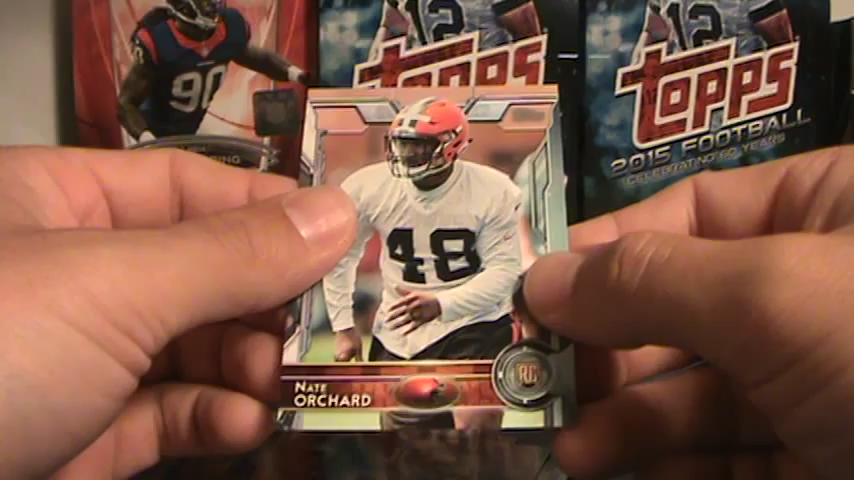 12
12
90
TOPPS
TOPPS
2015 FOOTBALL
CELEBRATING 60 YEARS
48
RC
NATE
ORCHARD